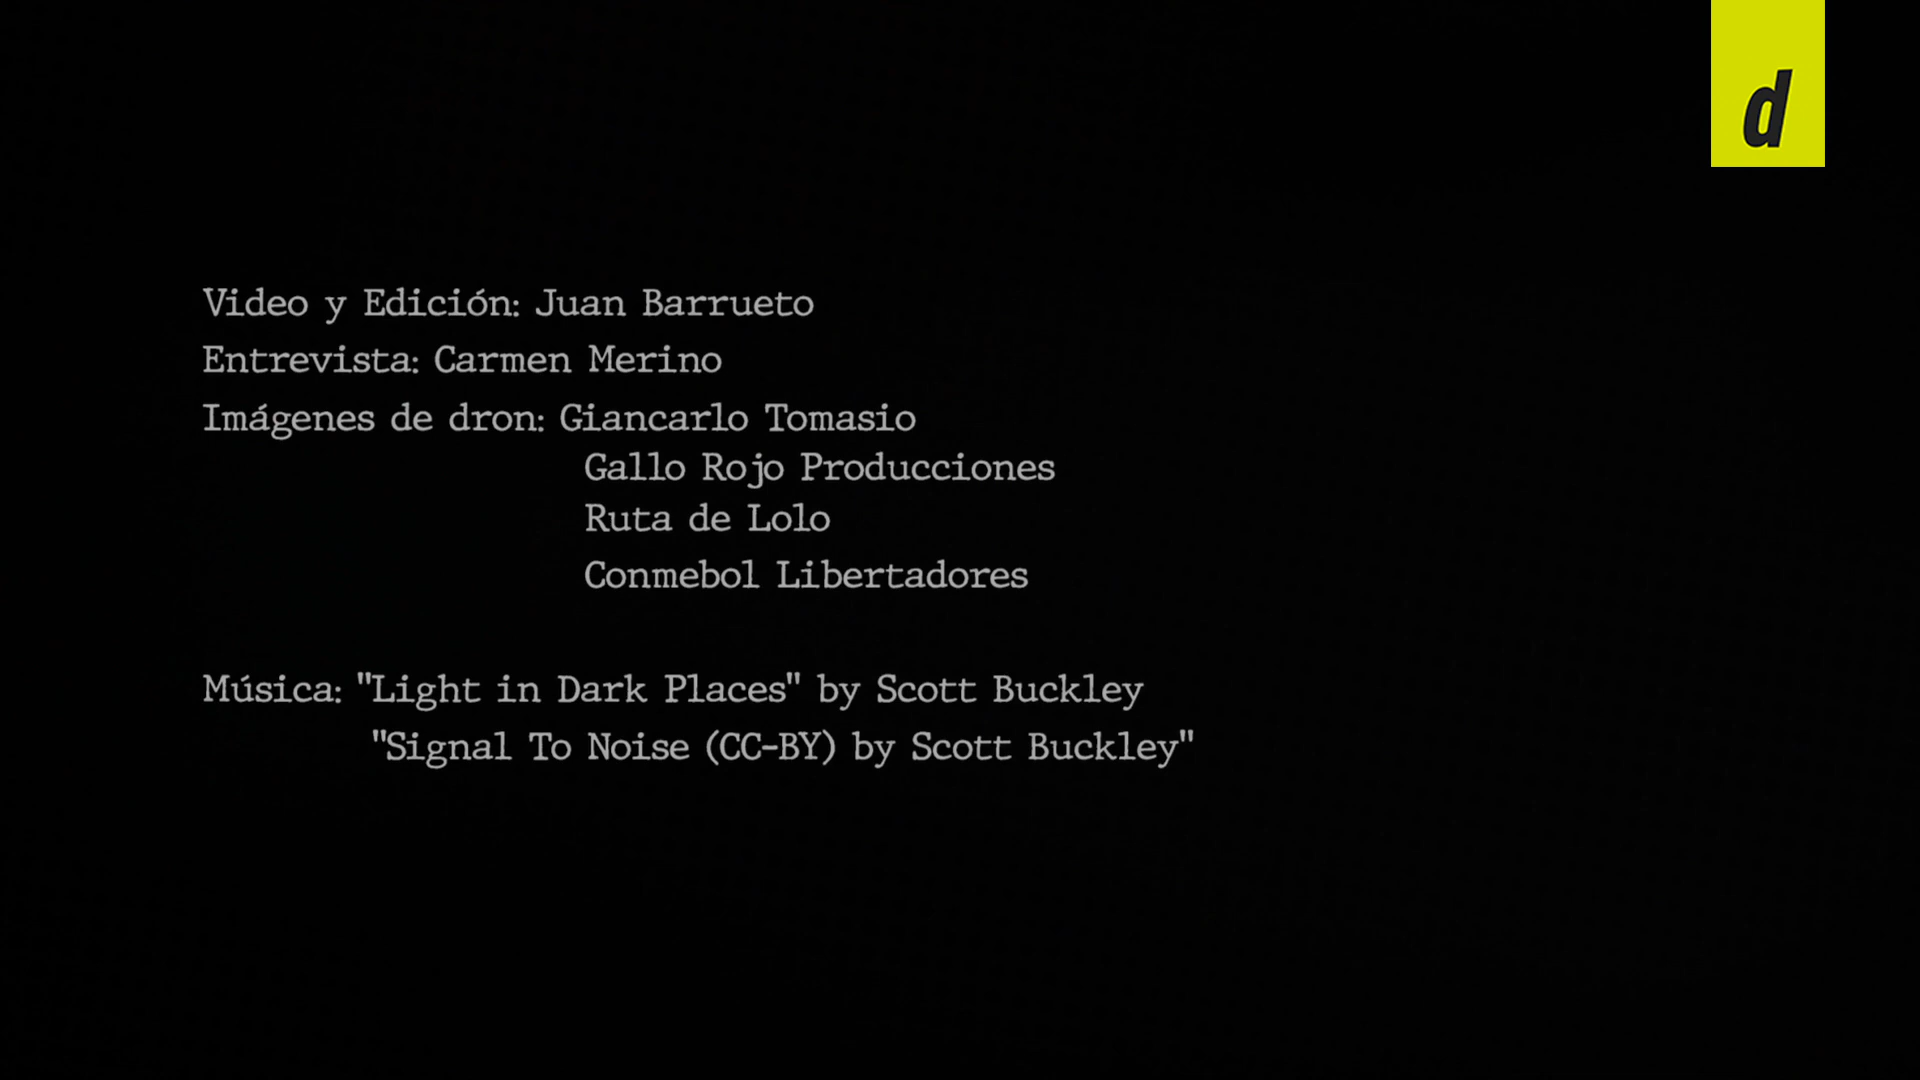 d
Video y Edición: Juan Barrueto
Entrevista: Carmen Merino
Imágenes de dron: Giancarlo Tomasio
Gallo Rojo Producciones
Ruta de Lolo
Conmebol Libertadores
Música: "Light in Dark Places" by Scott Buckley
"Signal To Noise (CC-BY) by Scott Buckley"